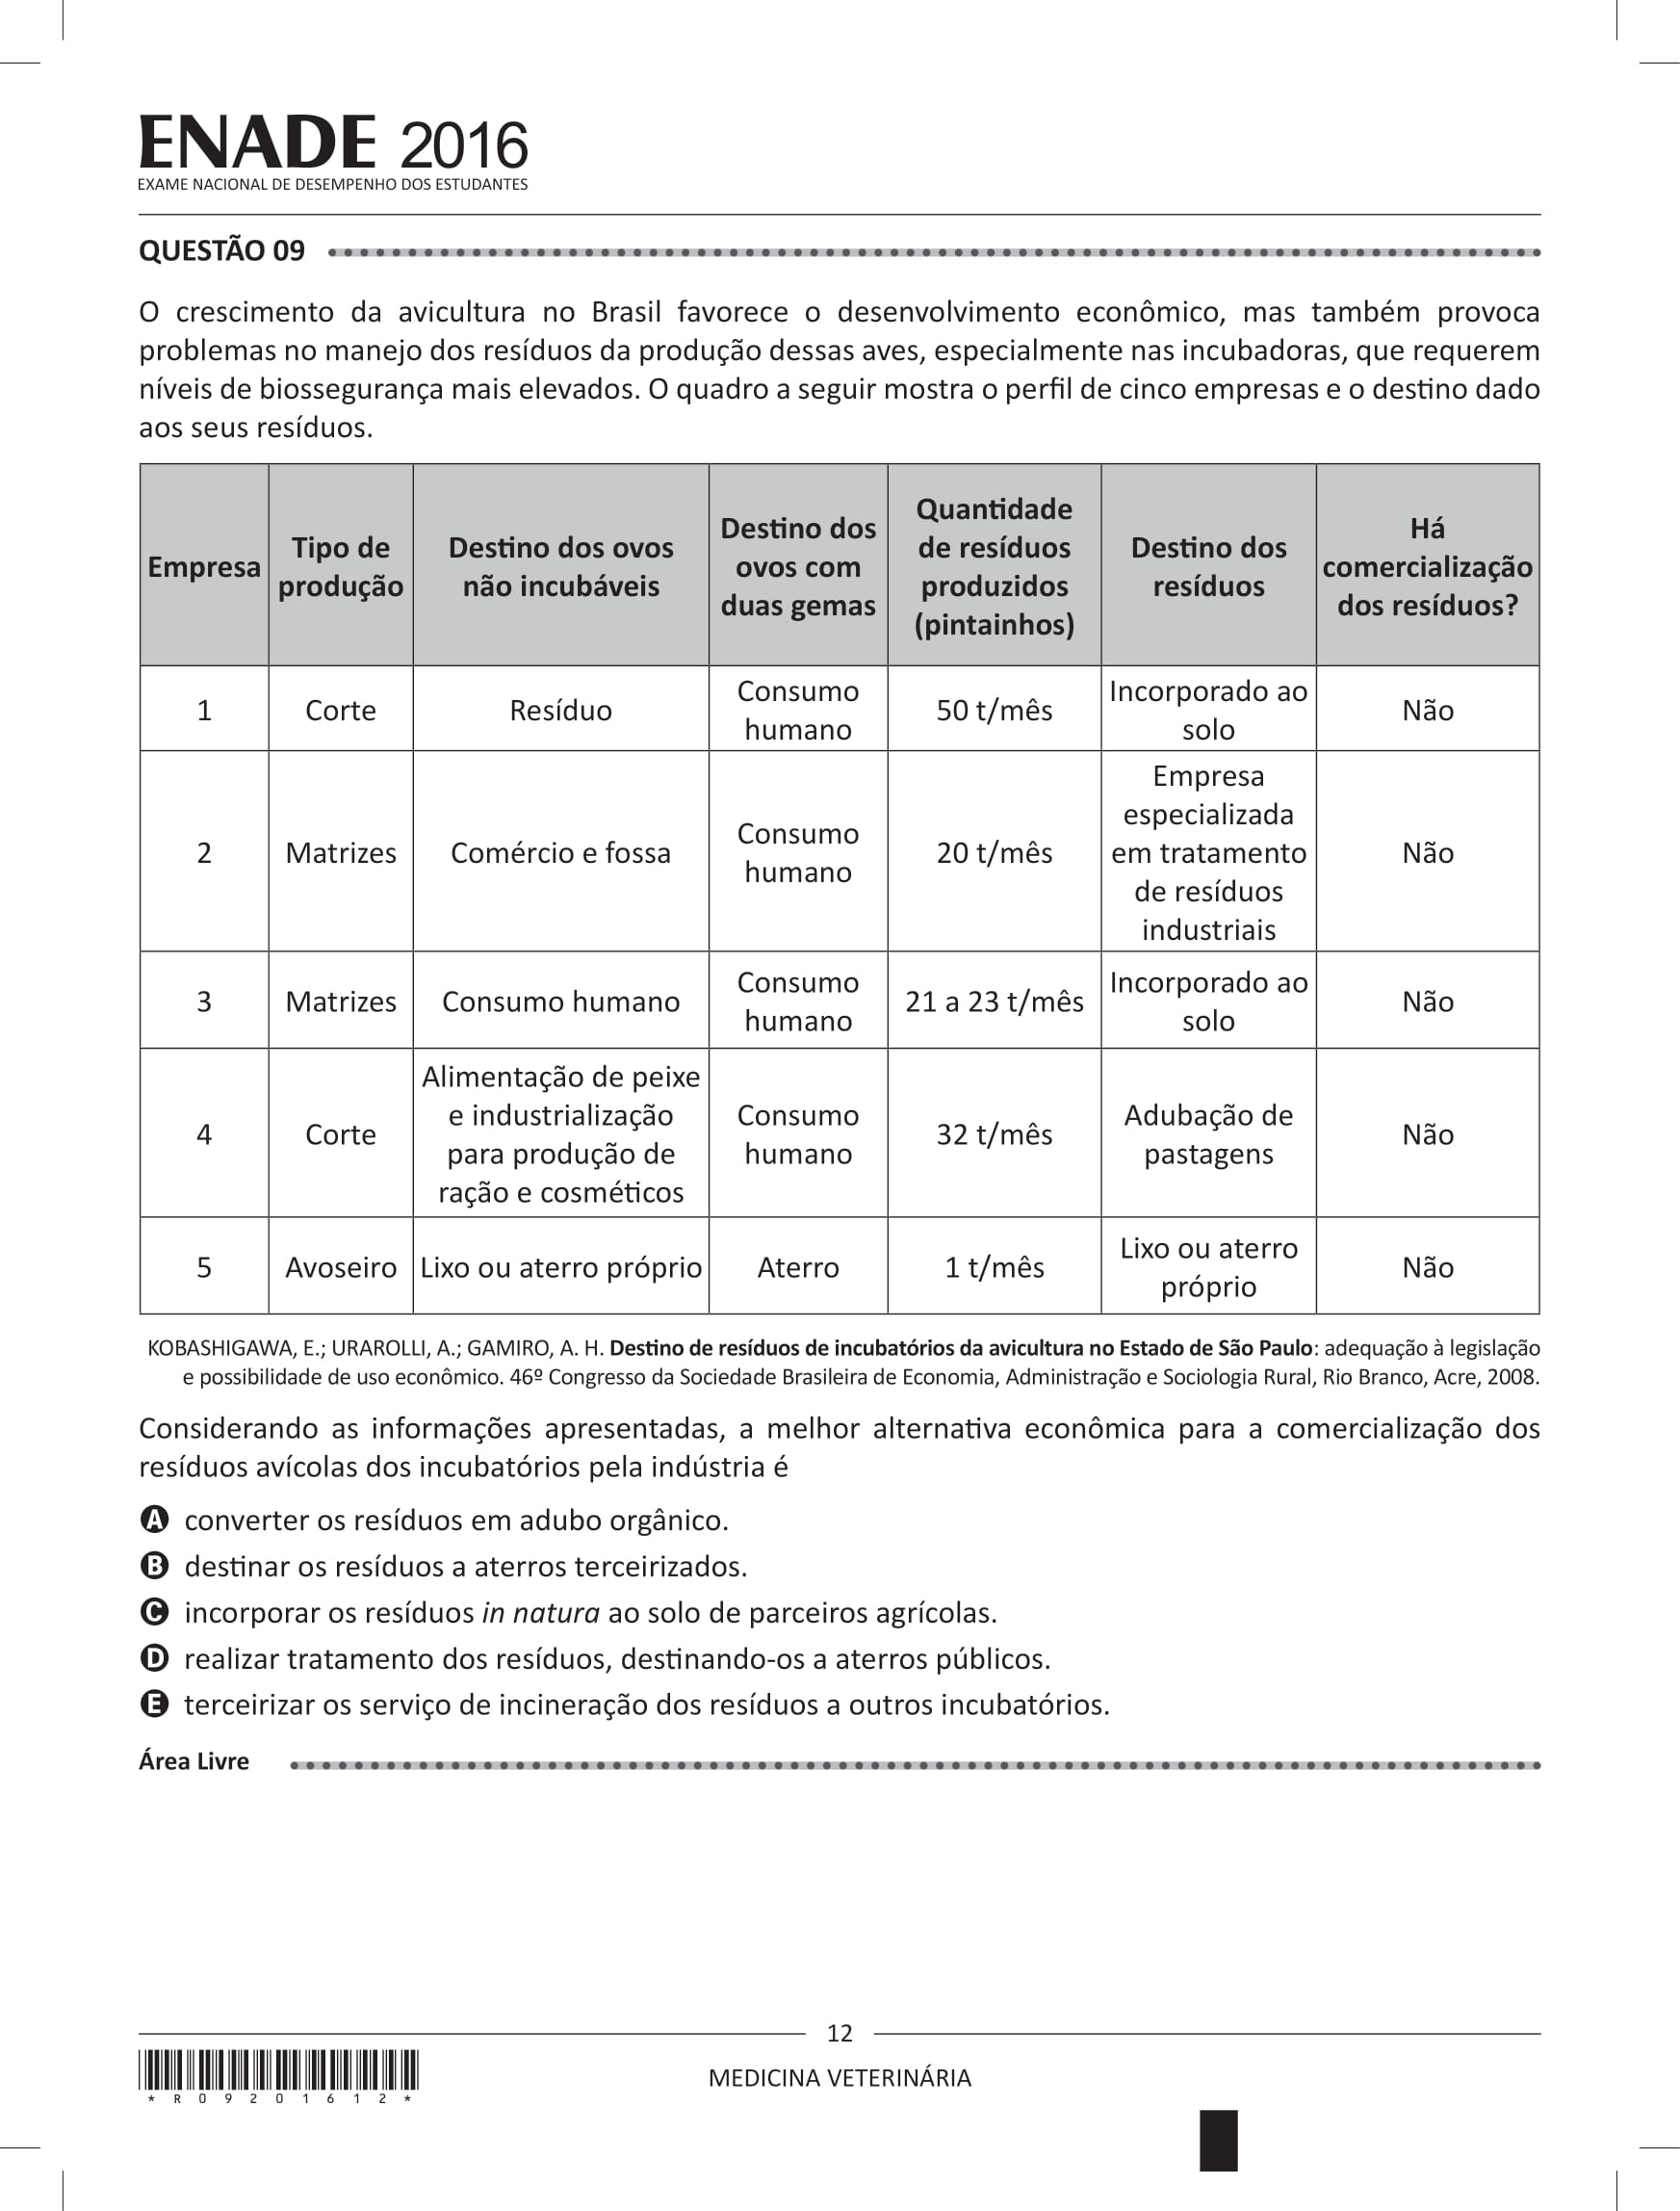 ENADE 2016
EXAME NACIONAL DE DESEMPENHO DOS ESTUDANTES
QUESTÃO 09
O crescimento da avicultura no Brasil favorece o desenvolvimento econômico, mas também provoca
problemas no manejo dos resíduos da produção dessas aves, especialmente nas incubadoras, que requerem
níveis de biossegurança mais elevados. O quadro a seguir mostra o perfil de cinco empresas e o destino dado
aos seus resíduos.
Empresa
Tipo de
produção
Destino dos ovos
não incubáveis
Destino dos
ovos com
duas gemas
Quantidade
de resíduos
produzidos
(pintainhos)
Destino dos
resíduos
Há
comercialização
dos resíduos?
1
Corte
Resíduo
Consumo
humano
50 t/mês
Incorporado ao
solo
Não
2
Matrizes
Comércio e fossa
Consumo
humano
20 t/mês
Empresa
especializada
em tratamento
de resíduos
industriais
Não
3
Matrizes
Consumo humano
Consumo
humano
21 a 23 t/mês
Incorporado ao
solo
Não
4
Corte
Alimentação de peixe
e industrialização
para produção de
ração e cosméticos
Consumo
humano
32 t/mês
Adubação de
pastagens
Não
5
Avoseiro
Lixo ou aterro próprio
Aterro
1 t/mês
Lixo ou aterro
próprio
Não
KOBASHIGAWA, E.; URAROLLI, A.; GAMIRO, A. H. Destino de resíduos de incubatórios da avicultura no Estado de São Paulo: adequação à legislação
e possibilidade de uso econômico. 46º Congresso da Sociedade Brasileira de Economia, Administração e Sociologia Rural, Rio Branco, Acre, 2008.
Considerando as informações apresentadas, a melhor alternativa econômica para a comercialização dos
resíduos avícolas dos incubatórios pela indústria é
A converter os resíduos em adubo orgânico.
B destinar os resíduos a aterros terceirizados.
C incorporar os resíduos in natura ao solo de parceiros agrícolas.
D realizar tratamento dos resíduos, destinando-os a aterros públicos.
E terceirizar os serviço de incineração dos resíduos a outros incubatórios.
Área Livre
12
MEDICINA VETERINÁRIA
* R 0 9 2 0 1 6 1 2 *